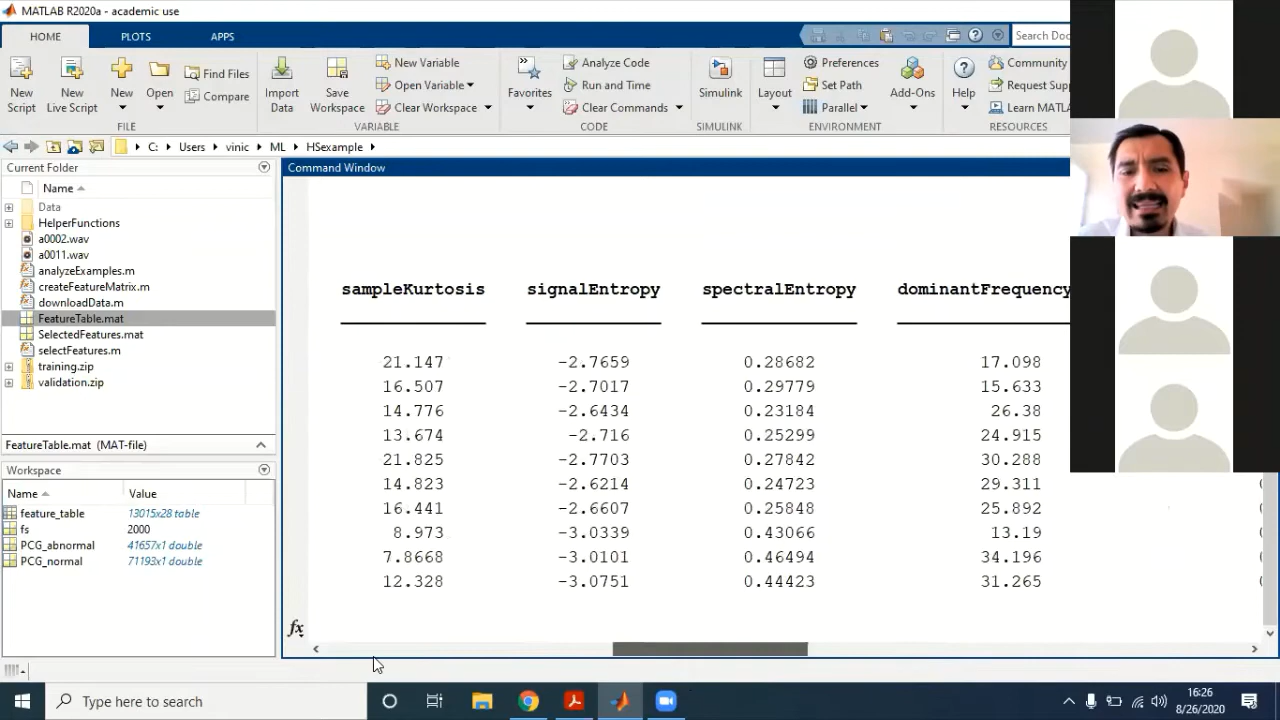 MATLAB R2020a - academic use
HOME PLOTS APPS
Search Doc
New Script
New Live Script
New
Open
Find Files
Compare
FILE
Import Data
Save Workspace
New Variable
Open Variable
Clear Workspace
VARIABLE
Favorites
Analyze Code
Run and Time
Clear Commands
CODE
Simulink
SIMULINK
Layout
Preferences
Set Path
Parallel
Add-Ons
ENVIRONMENT
Help
Community
Request Sup
Learn MATL
RESOURCES
C: Users vinic ML HSexample
Current Folder
Name
Data
HelperFunctions
a0002.wav
a0011.wav
analyzeExamples.m
createFeatureMatrix.m
downloadData.m
FeatureTable.mat
SelectedFeatures.mat
selectFeatures.m
training.zip
validation.zip
FeatureTable.mat (MAT-file)
Workspace
Name Value
feature_table 13015x28 table
fs 2000
PCG_abnormal 41657x1 double
PCG_normal 71193x1 double
Command Window
sampleKurtosis signalEntropy spectralEntropy dominantFrequency
21.147 -2.7659 0.28682 17.098
16.507 -2.7017 0.29779 15.633
14.776 -2.6434 0.23184 26.38
13.674 -2.716 0.25299 24.915
21.825 -2.7703 0.27842 30.288
14.823 -2.6214 0.24723 29.311
16.441 -2.6607 0.25848 25.892
8.973 -3.0339 0.43066 13.19
7.8668 -3.0101 0.46494 34.196
12.328 -3.0751 0.44423 31.265
fx
Type here to search
16:26
8/26/2020